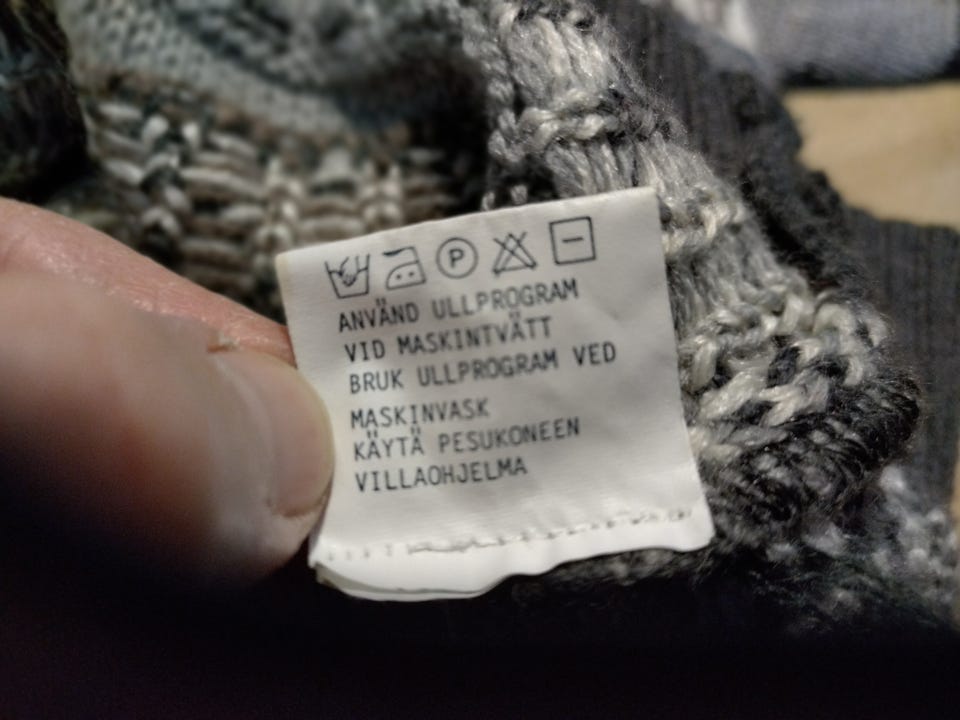 P
ANVÄND ULLPROGRAM
VID MASKINTVÄTT
BRUK ULLPROGRAM VED
MASKINVASK
KÄYTÄ PESUKONEEN
VILLAOHJELMA